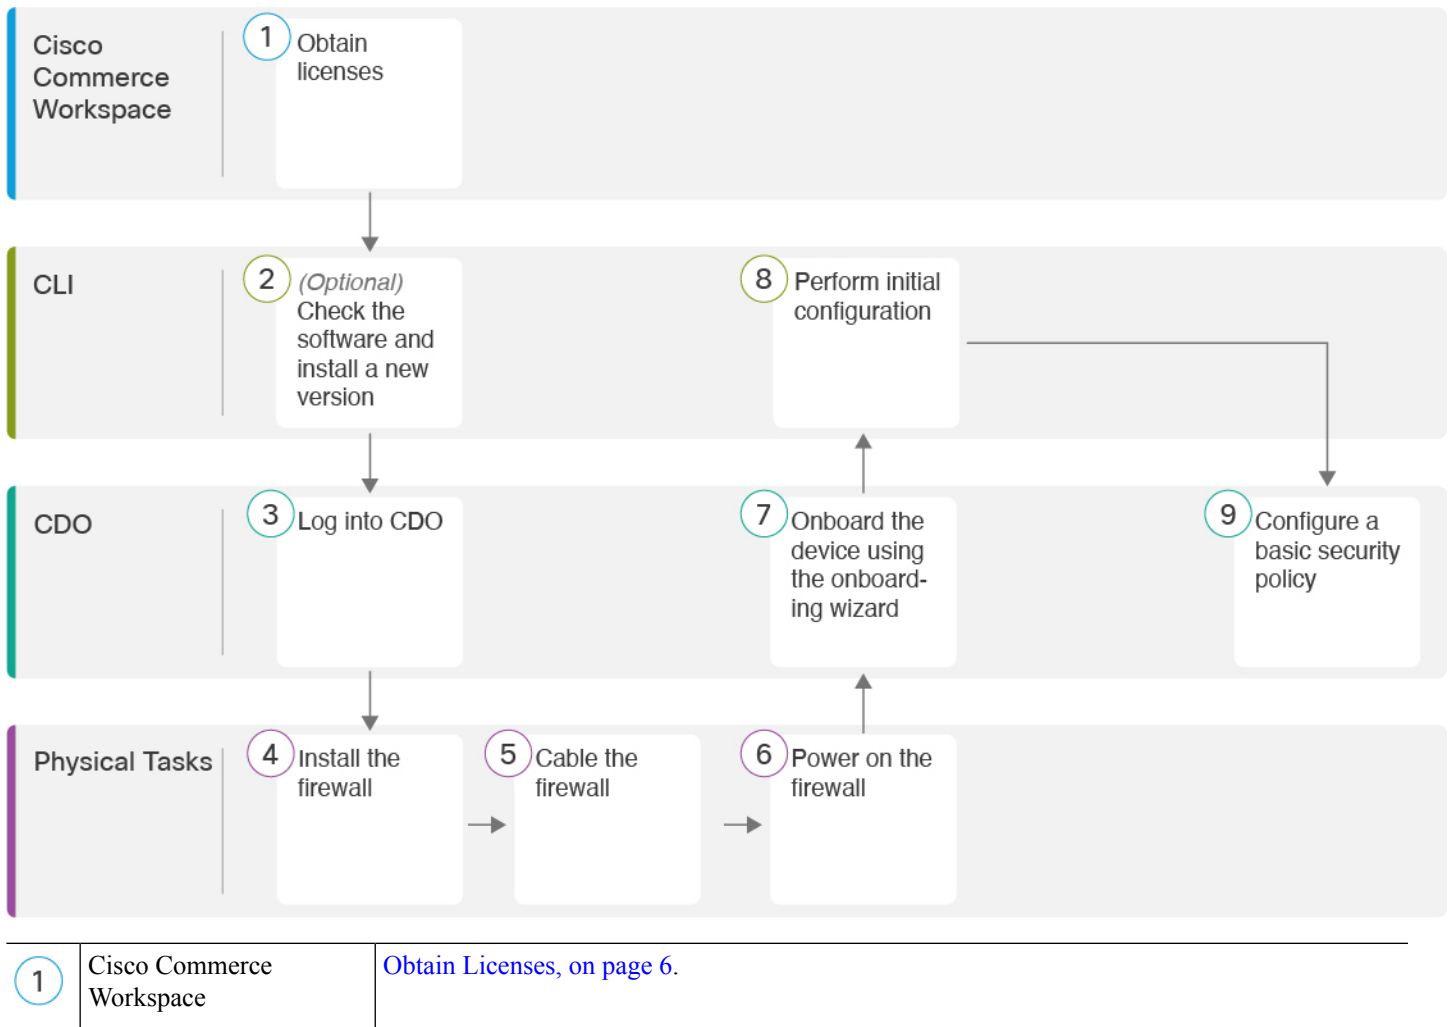 Cisco
Commerce
Workspace
1
Obtain
licenses
CLI
2
(Optional)
Check the
software and
install a new
version
8
Perform initial
configuration
CDO
3
Log into CDO
7
Onboard the
device using
the onboard-
ing wizard
9
Configure a
basic security
policy
Physical Tasks
4
Install the
firewall
5
Cable the
firewall
6
Power on the
firewall
1
Cisco Commerce
Workspace
Obtain Licenses, on page 6.